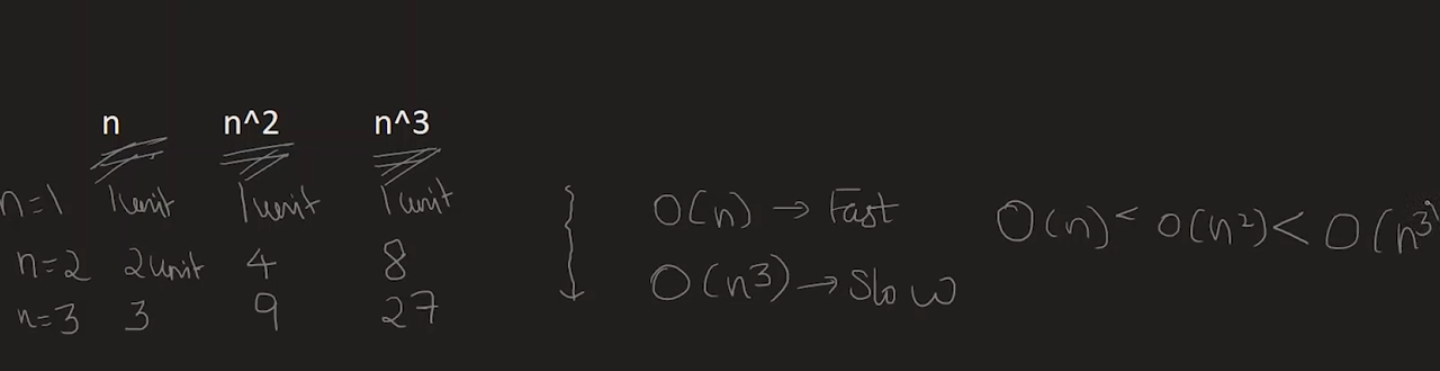 n n^2 n^3
n=1 1unit 1unit 1unit
n=2 2unit 4 8
n=3 3 9 27
O(n) → Fast
O(n3) → Slow
O(n) < O(n²) < O(n³)